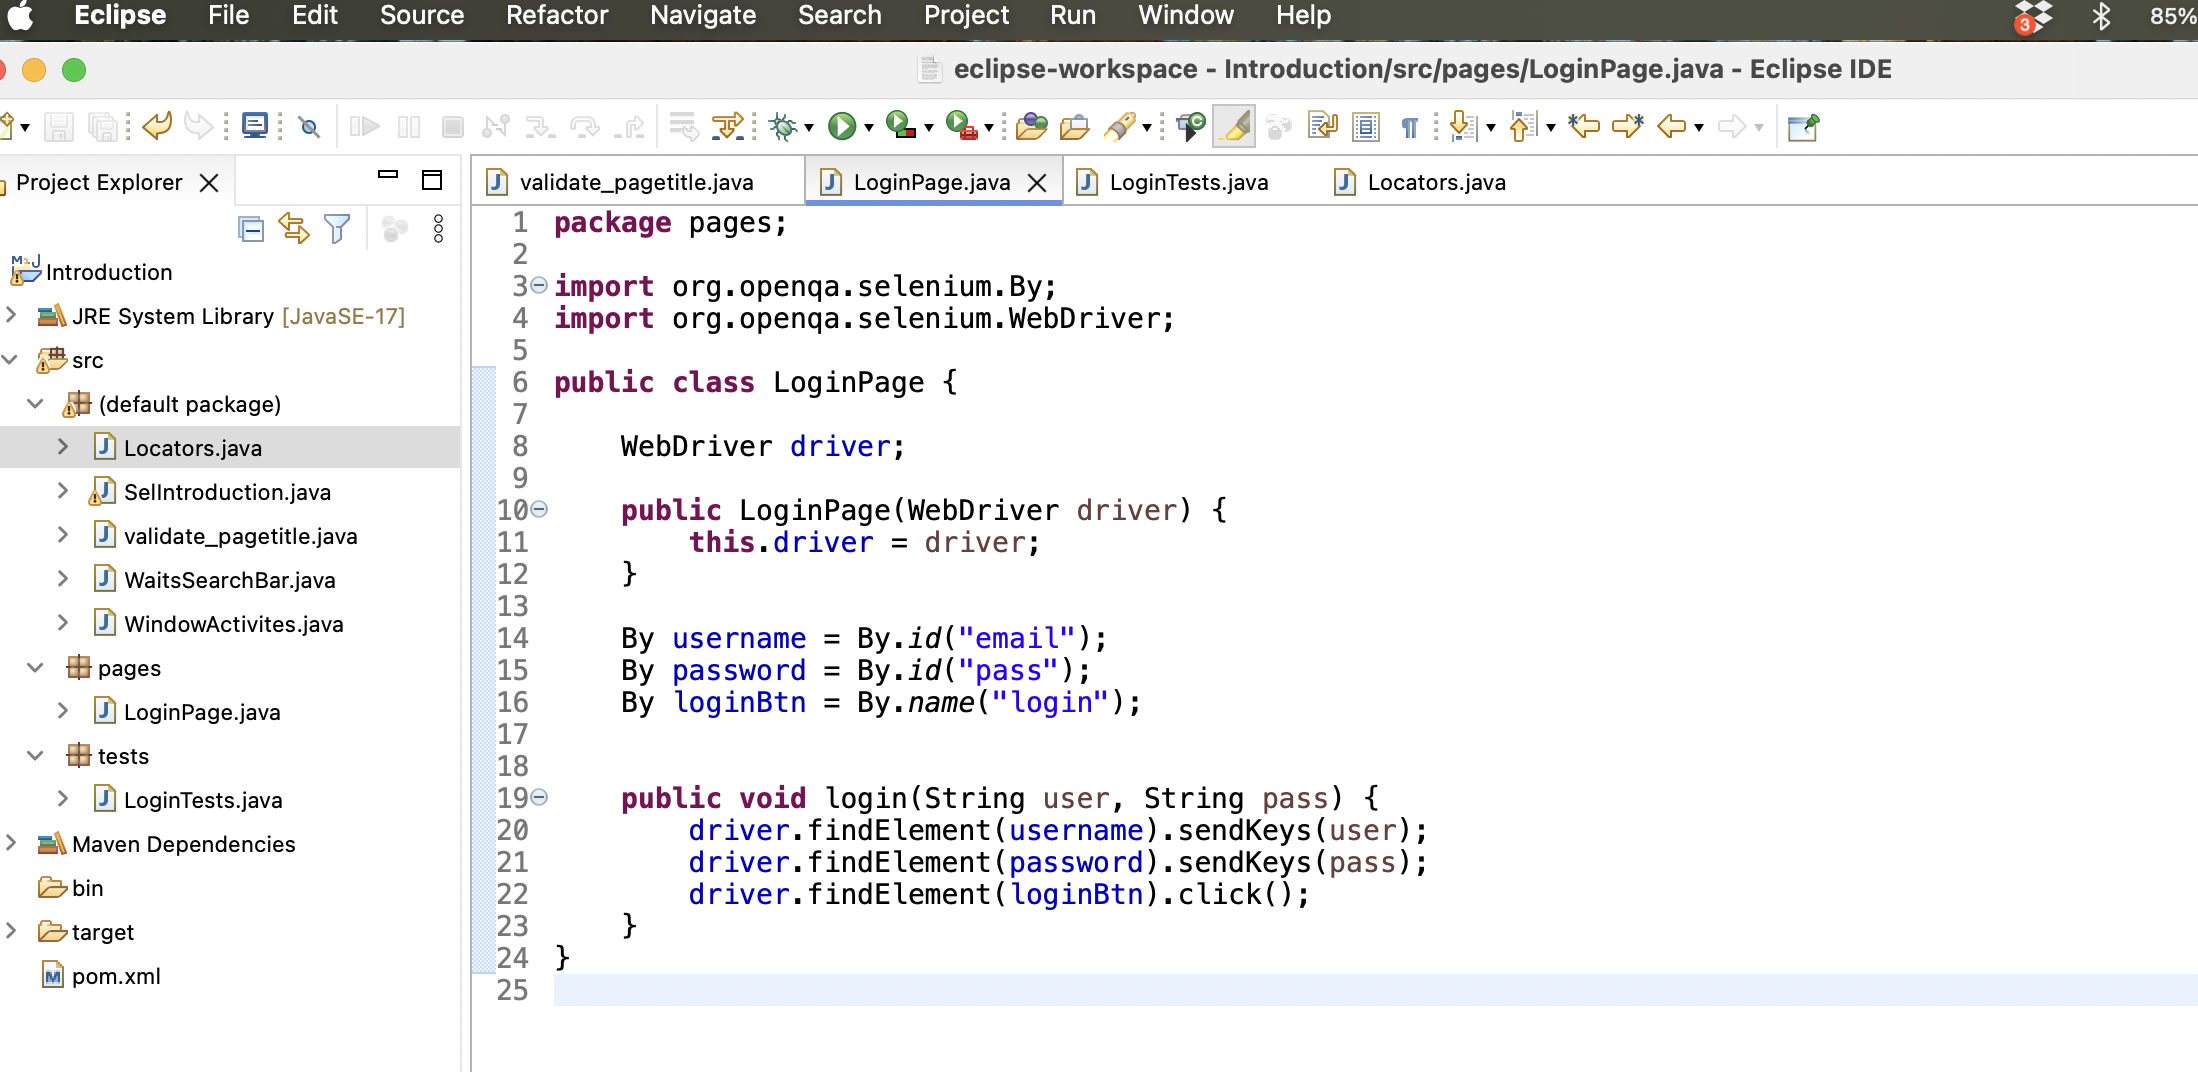 Eclipse File Edit Source Refactor Navigate Search Project Run Window Help 3 85%
eclipse-workspace - Introduction/src/pages/LoginPage.java - Eclipse IDE
Project Explorer
Introduction
JRE System Library [JavaSE-17]
src
(default package)
Locators.java
SelIntroduction.java
validate_pagetitle.java
WaitsSearchBar.java
WindowActivites.java
pages
LoginPage.java
tests
LoginTests.java
Maven Dependencies
bin
target
pom.xml
validate_pagetitle.java LoginPage.java LoginTests.java Locators.java
1 package pages;
2
3 import org.openqa.selenium.By;
4 import org.openqa.selenium.WebDriver;
5
6 public class LoginPage {
7
8 WebDriver driver;
9
10 public LoginPage(WebDriver driver) {
11 this.driver = driver;
12 }
13
14 By username = By.id("email");
15 By password = By.id("pass");
16 By loginBtn = By.name("login");
17
18
19 public void login(String user, String pass) {
20 driver.findElement(username).sendKeys(user);
21 driver.findElement(password).sendKeys(pass);
22 driver.findElement(loginBtn).click();
23 }
24 }
25